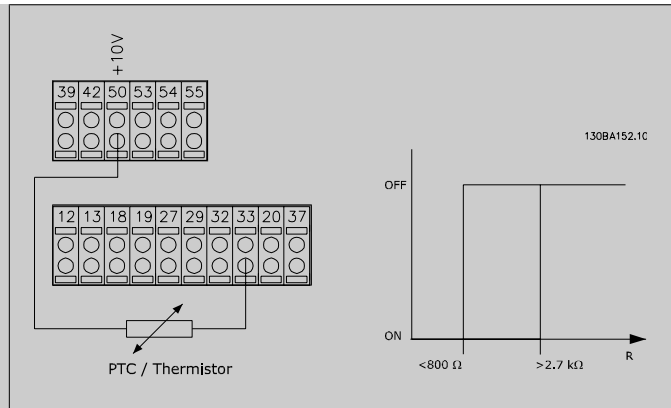 +10V
39 42 50 53 54 55
130BA152.10
OFF
12 13 18 19 27 29 32 33 20 37
ON
<800 Ω >2.7 kΩ R
PTC / Thermistor